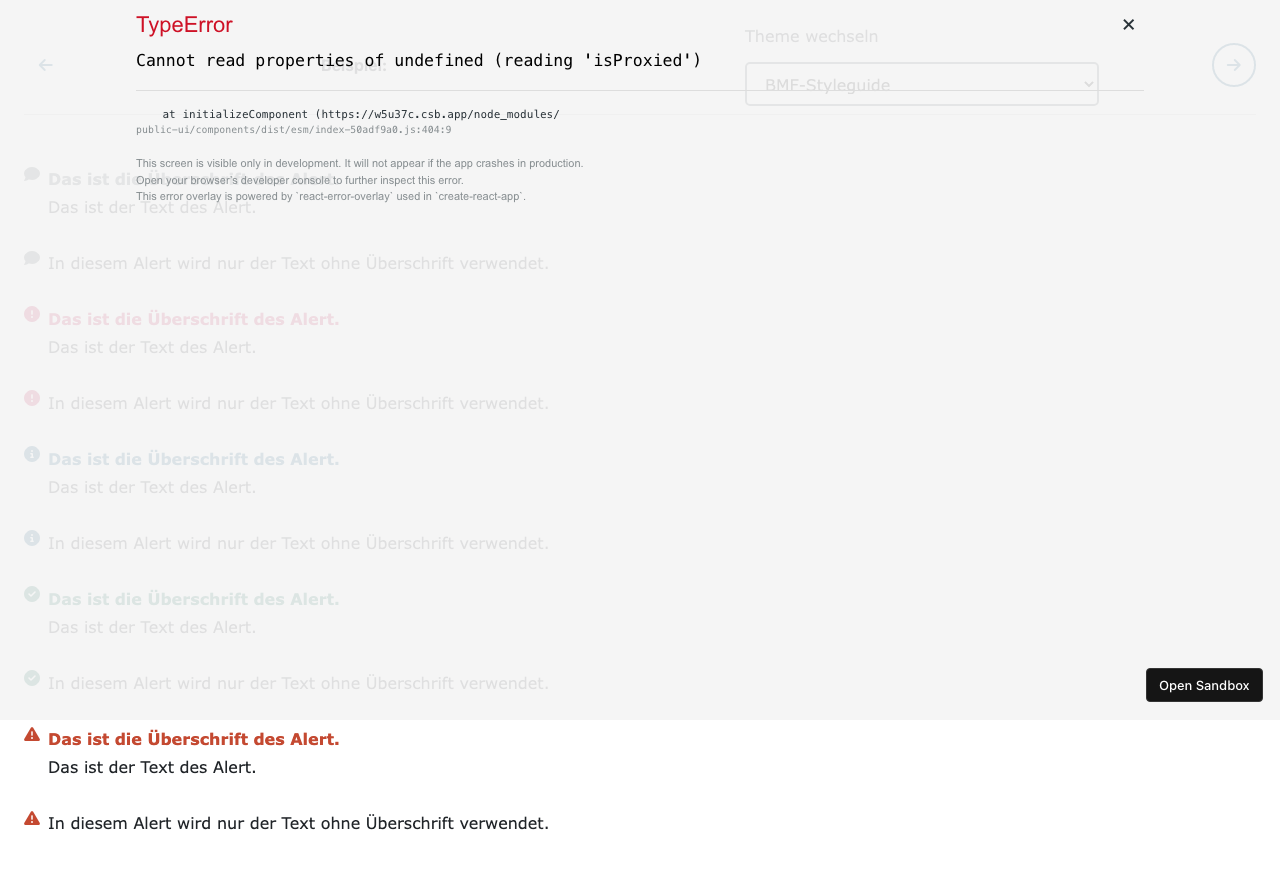 TypeError
Theme wechseln
Cannot read properties of undefined (reading 'isProxied')
Beispiel:
BMF-Styleguide
at initializeComponent (https://w5u37c.csb.app/node_modules/
public-ui/components/dist/esm/index-50adf9a0.js:404:9
This screen is visible only in development. It will not appear if the app crashes in production.
Das ist die Überschrift des Alert.
Open your browser's developer console to further inspect this error.
This error overlay is powered by `react-error-overlay` used in `create-react-app`.
Das ist der Text des Alert.
In diesem Alert wird nur der Text ohne Überschrift verwendet.
Das ist die Überschrift des Alert.
Das ist der Text des Alert.
In diesem Alert wird nur der Text ohne Überschrift verwendet.
Das ist die Überschrift des Alert.
Das ist der Text des Alert.
In diesem Alert wird nur der Text ohne Überschrift verwendet.
Das ist die Überschrift des Alert.
Das ist der Text des Alert.
In diesem Alert wird nur der Text ohne Überschrift verwendet.
Open Sandbox
Das ist die Überschrift des Alert.
Das ist der Text des Alert.
In diesem Alert wird nur der Text ohne Überschrift verwendet.